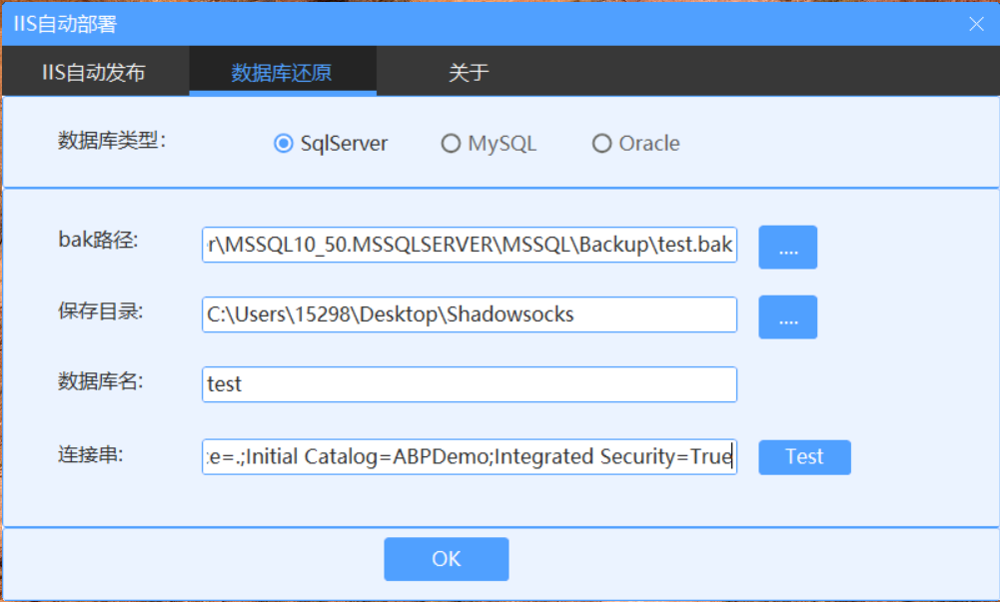 IIS自动部署
IIS自动发布 数据库还原 关于
数据库类型: SqlServer MySQL Oracle
bak路径: r\MSSQL10_50.MSSQLSERVER\MSSQL\Backup\test.bak ....
保存目录: C:\Users\15298\Desktop\Shadowsocks ....
数据库名: test
连接串: e=.;Initial Catalog=ABPDemo;Integrated Security=True Test
OK